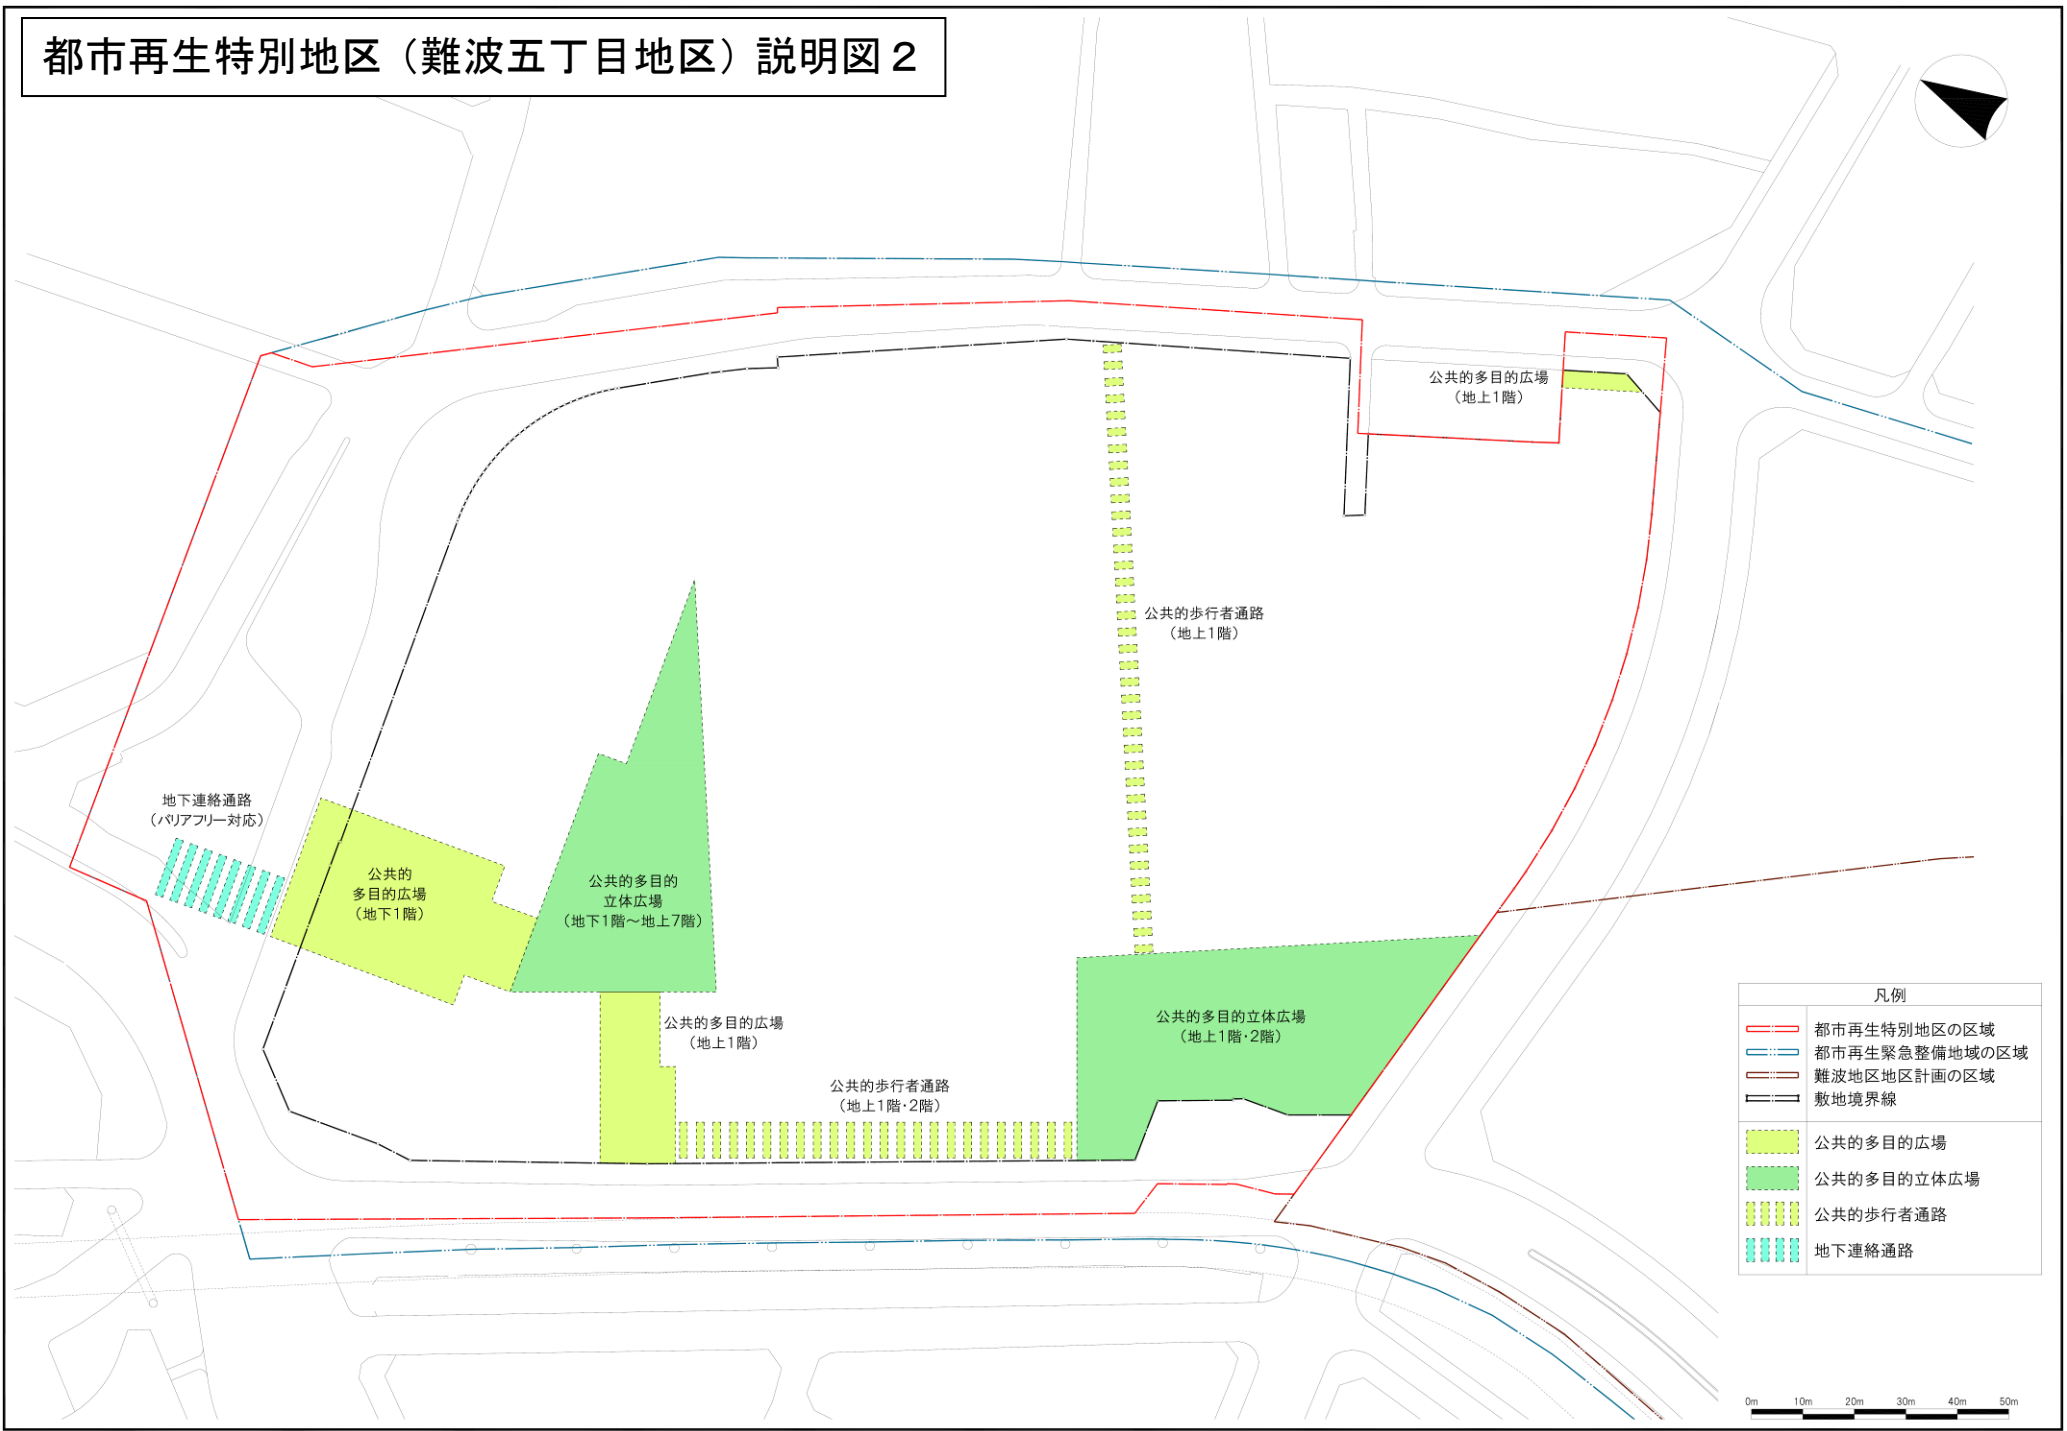 都市再生特別地区（難波五丁目地区）説明図２
公共的多目的広場
（地上1階）
公共的歩行者通路
（地上1階）
地下連絡通路
（バリアフリー対応）
公共的
多目的広場
（地下1階）
公共的多目的
立体広場
（地下1階～地上7階）
公共的多目的広場
（地上1階）
公共的多目的立体広場
（地上1階・2階）
公共的歩行者通路
（地上1階・2階）
凡例
都市再生特別地区の区域
都市再生緊急整備地域の区域
難波地区地区計画の区域
敷地境界線
公共的多目的広場
公共的多目的立体広場
公共的歩行者通路
地下連絡通路
0m 10m 20m 30m 40m 50m